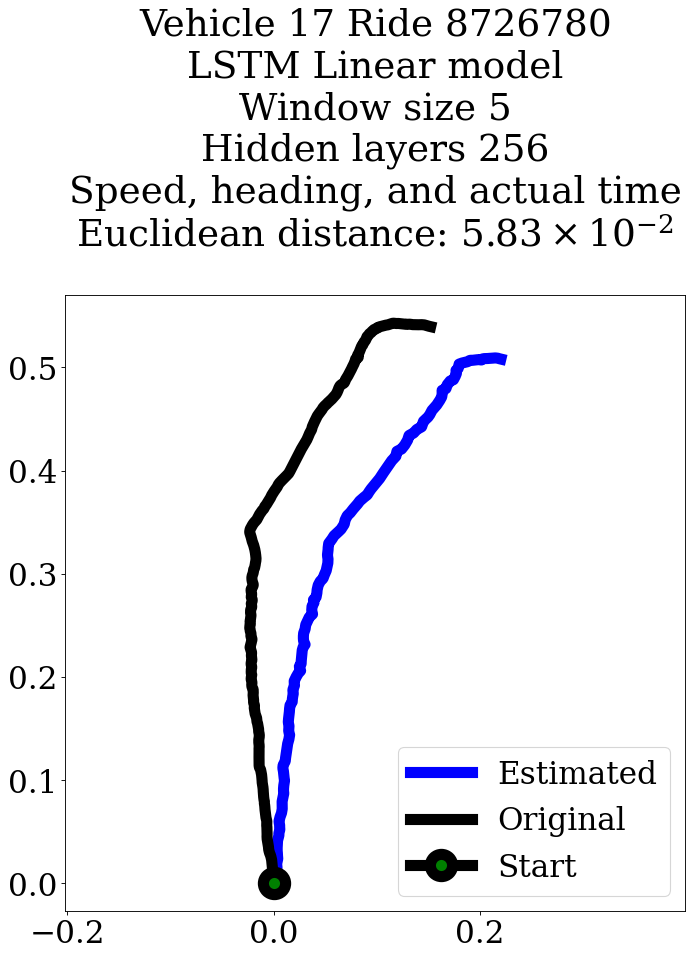 Vehicle 17 Ride 8726780
LSTM Linear model
Window size 5
Hidden layers 256
Speed, heading, and actual time
Euclidean distance: 5.83 × 10⁻²
0.5
0.4
0.3
0.2
0.1
0.0
Estimated
Original
Start
−0.2 0.0 0.2